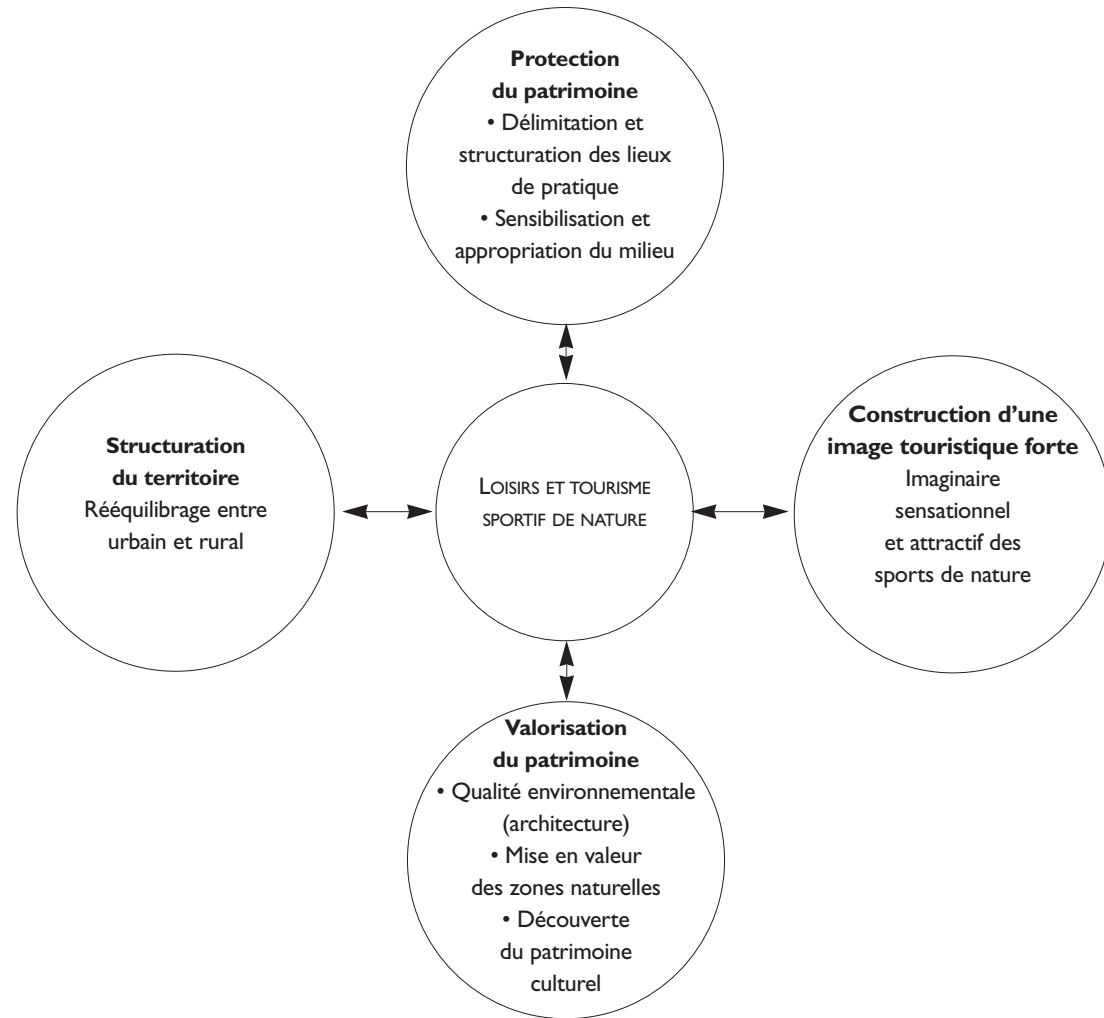 Protection
du patrimoine
• Délimitation et
structuration des lieux
de pratique
• Sensibilisation et
appropriation du milieu
Structuration
du territoire
Rééquilibrage entre
urbain et rural
LOISIRS ET TOURISME
SPORTIF DE NATURE
Construction d’une
image touristique forte
Imaginaire
sensationnel
et attractif des
sports de nature
Valorisation
du patrimoine
• Qualité environnementale
(architecture)
• Mise en valeur
des zones naturelles
• Découverte
du patrimoine
culturel